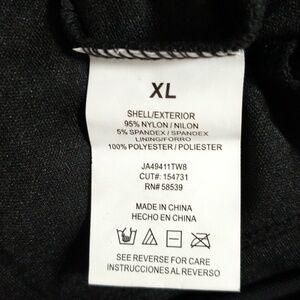 XL
SHELL/EXTERIOR
95% NYLON / NILON
5% SPANDEX / SPANDEX
LINING/FORRO
100% POLYESTER / POLIESTER
JA49411TW8
CUT#: 154731
RN# 58539
MADE IN CHINA
HECHO EN CHINA
SEE REVERSE FOR CARE
INSTRUCCIONES AL REVERSO